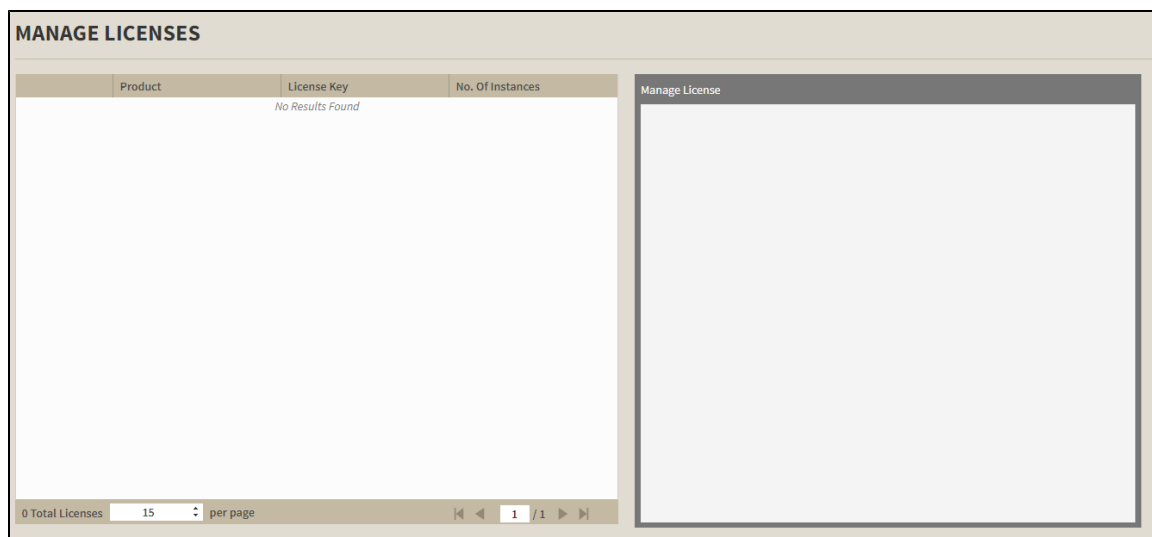 MANAGE LICENSES
Product License Key No. Of Instances
No Results Found
Manage License
0 Total Licenses 15 per page 1 / 1